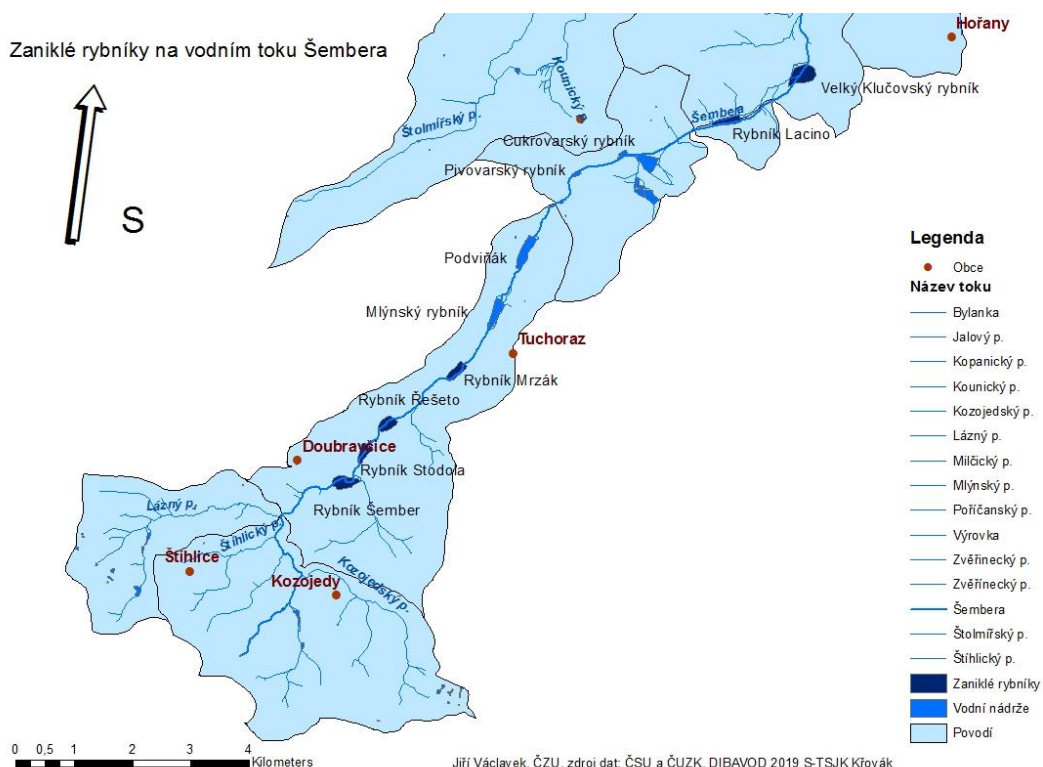 Zaniklé rybníky na vodním toku Šembera
S
Hořany
Velký Klučovský rybník
Kounický p.
Šembera
Rybník Lacino
Štolmířský p.
Cukrovarský rybník
Pivovarský rybník
Podviňák
Mlýnský rybník
Tuchoraz
Rybník Mrzák
Rybník Řešeto
Doubravčice
Rybník Stodola
Rybník Šember
Lázný p.
Štíhlický p.
Štíhlice
Kozojedy
Kozojedský p.
Legenda
Obce
Název toku
Bylanka
Jalový p.
Kopanický p.
Kounický p.
Kozojedský p.
Lázný p.
Milčický p.
Mlýnský p.
Poříčanský p.
Výrovka
Zvěřinecký p.
Zvěřínecký p.
Šembera
Štolmířský p.
Štíhlický p.
Zaniklé rybníky
Vodní nádrže
Povodí
0 0,5 1 2 3 4
Kilometers
Jiří Václavek, ČZU, zdroj dat: ČSU a ČUZK, DIBAVOD 2019 S-TSJK Křovák